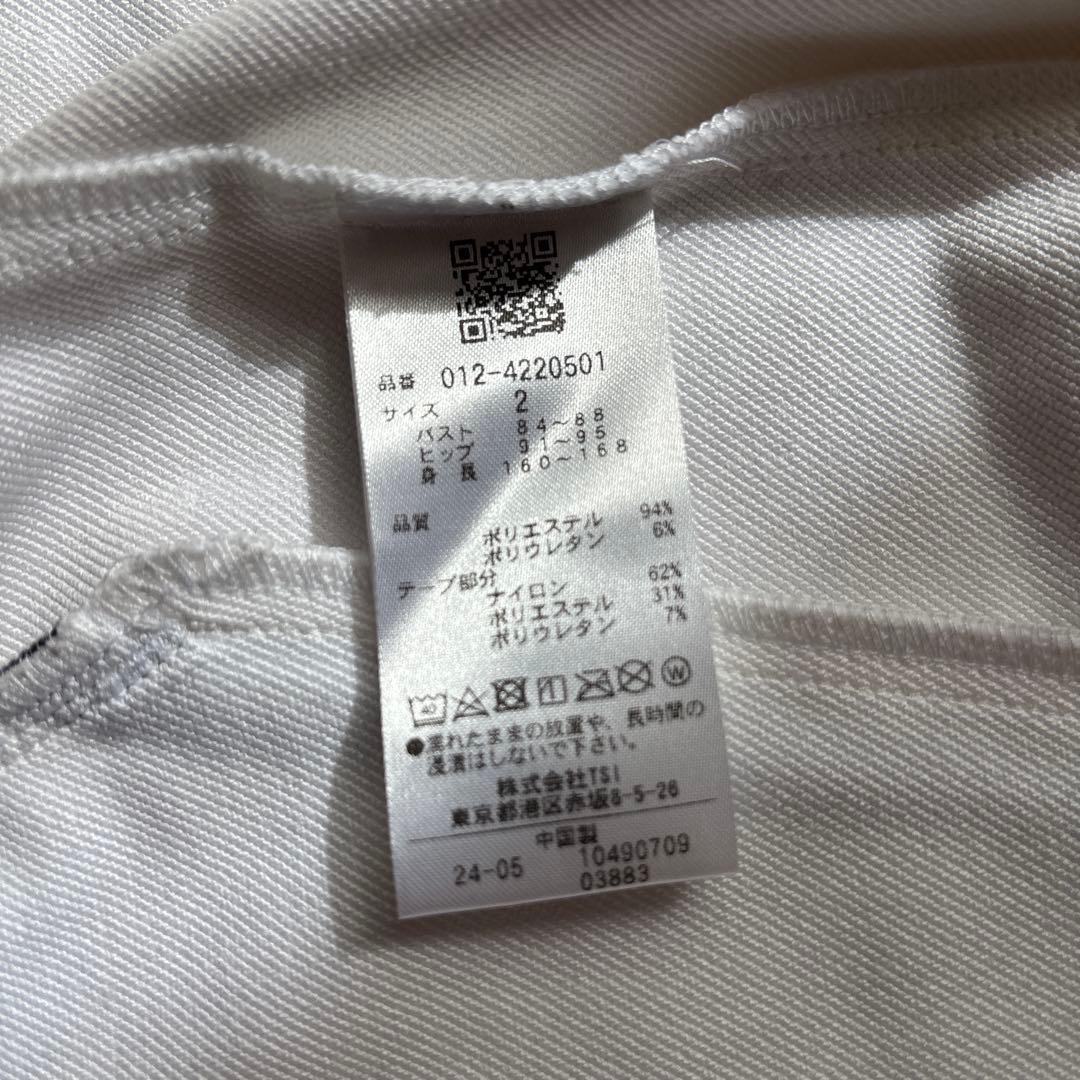 品番 012-4220501
サイズ 2
バスト 84~88
ヒップ 91~95
身長 160~168
品質 ポリエステル 94%
ポリウレタン 6%
テープ部分
ナイロン 62%
ポリエステル 31%
ポリウレタン 7%
40
W
●濡れたままの放置や、長時間の
浸漬はしないで下さい。
株式会社TSI
東京都港区赤坂8-5-26
中国製
24-05 10490709
03883